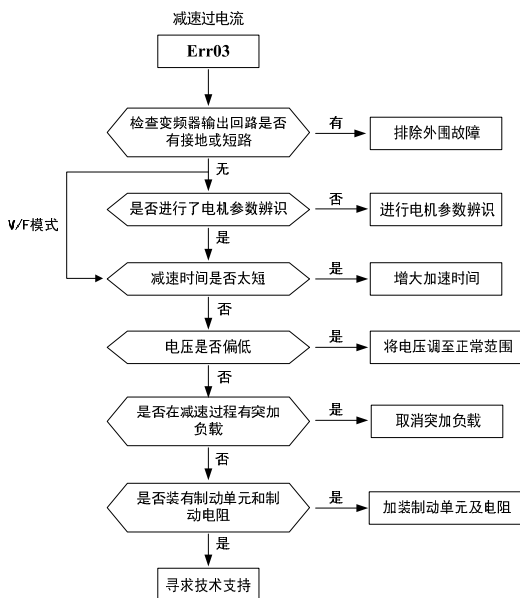 减速过电流
Err03
检查变频器输出回路是否
有接地或短路
有
排除外围故障
无
V/F模式
是否进行了电机参数辨识
否
进行电机参数辨识
是
减速时间是否太短
是
增大加速时间
否
电压是否偏低
是
将电压调至正常范围
否
是否在减速过程有突加
负载
是
取消突加负载
否
是否装有制动单元和制
动电阻
是
加装制动单元及电阻
是
寻求技术支持